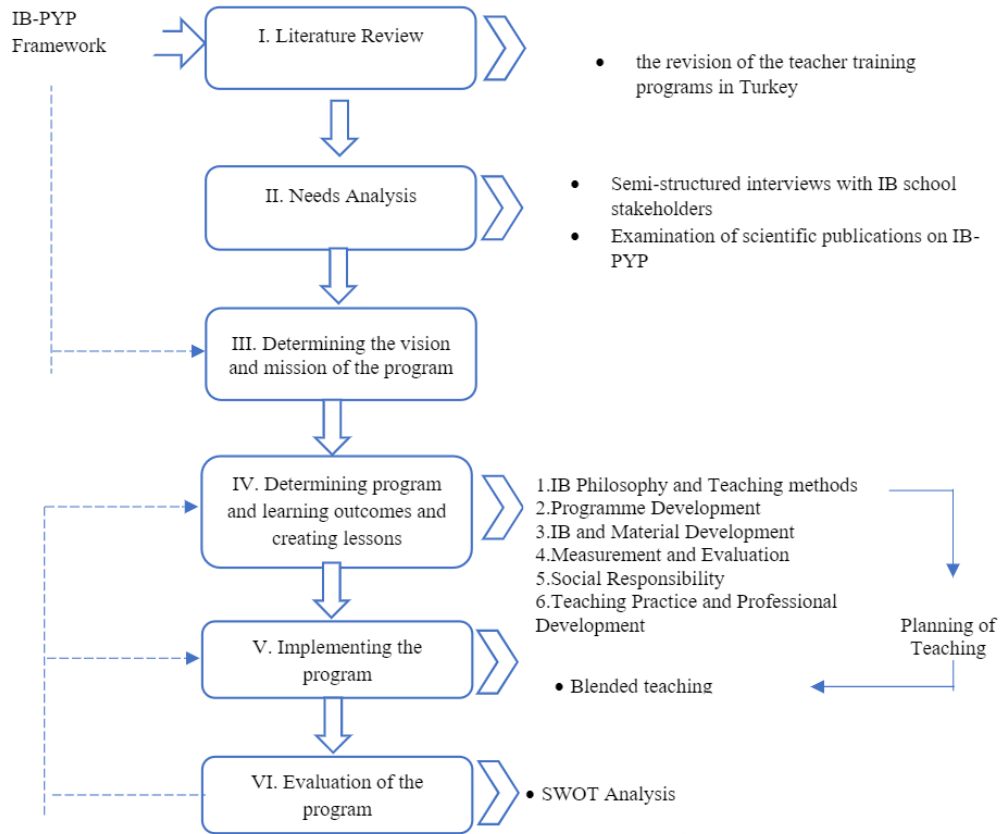 IB-PYP
Framework
I. Literature Review
• the revision of the teacher training
programs in Turkey
II. Needs Analysis
• Semi-structured interviews with IB school
stakeholders
• Examination of scientific publications on IB-
PYP
III. Determining the vision
and mission of the program
IV. Determining program
and learning outcomes and
creating lessons
1.IB Philosophy and Teaching methods
2.Programme Development
3.IB and Material Development
4.Measurement and Evaluation
5.Social Responsibility
6.Teaching Practice and Professional
Development
Planning of
Teaching
V. Implementing the
program
• Blended teaching
VI. Evaluation of the
program
• SWOT Analysis